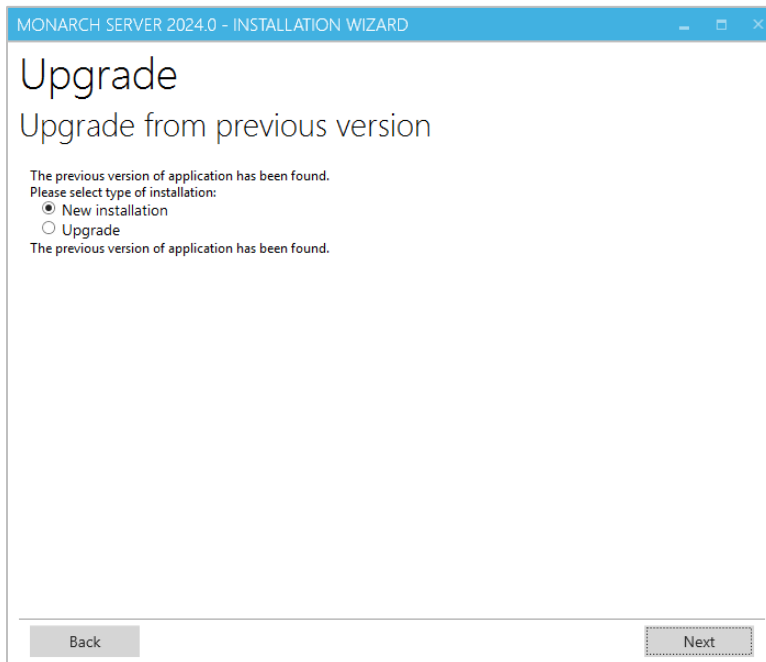 MONARCH SERVER 2024.0 - INSTALLATION WIZARD
Upgrade
Upgrade from previous version
The previous version of application has been found.
Please select type of installation:
New installation
Upgrade
The previous version of application has been found.
Back
Next